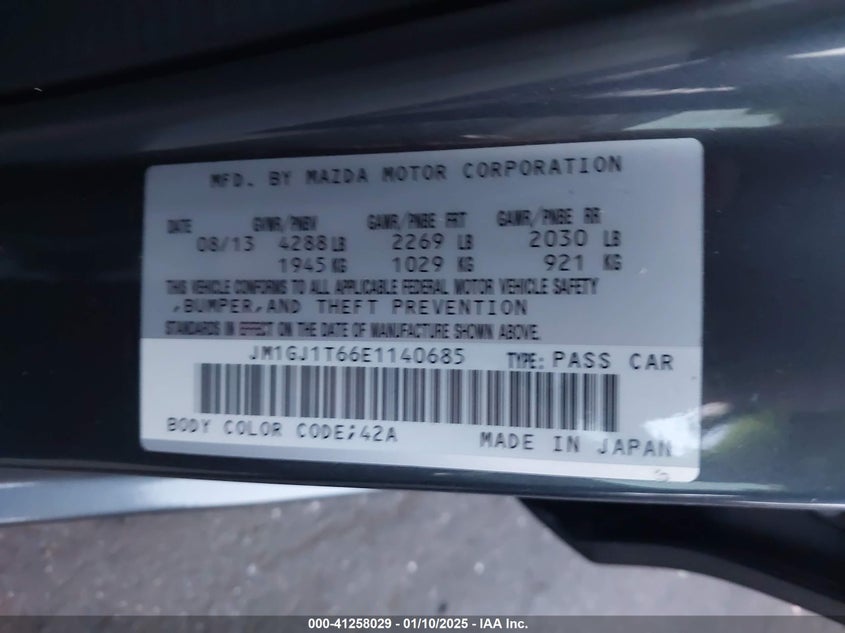 MFD. BY MAZDA MOTOR CORPORATION
DATE GVWR/PNBV GAWR/PNBE FRT GAWR/PNBE RR
08/13 4288 LB 2269 LB 2030 LB
1945 KG 1029 KG 921 KG
THIS VEHICLE CONFORMS TO ALL APPLICABLE FEDERAL MOTOR VEHICLE SAFETY
,BUMPER,AND THEFT PREVENTION
STANDARDS IN EFFECT ON THE DATE OF MANUFACTURE SHOWN ABOVE.
JM1GJ1T66E1140685 TYPE: PASS CAR
BODY COLOR CODE;42A MADE IN JAPAN
000-41258029 - 01/10/2025 - IAA Inc.